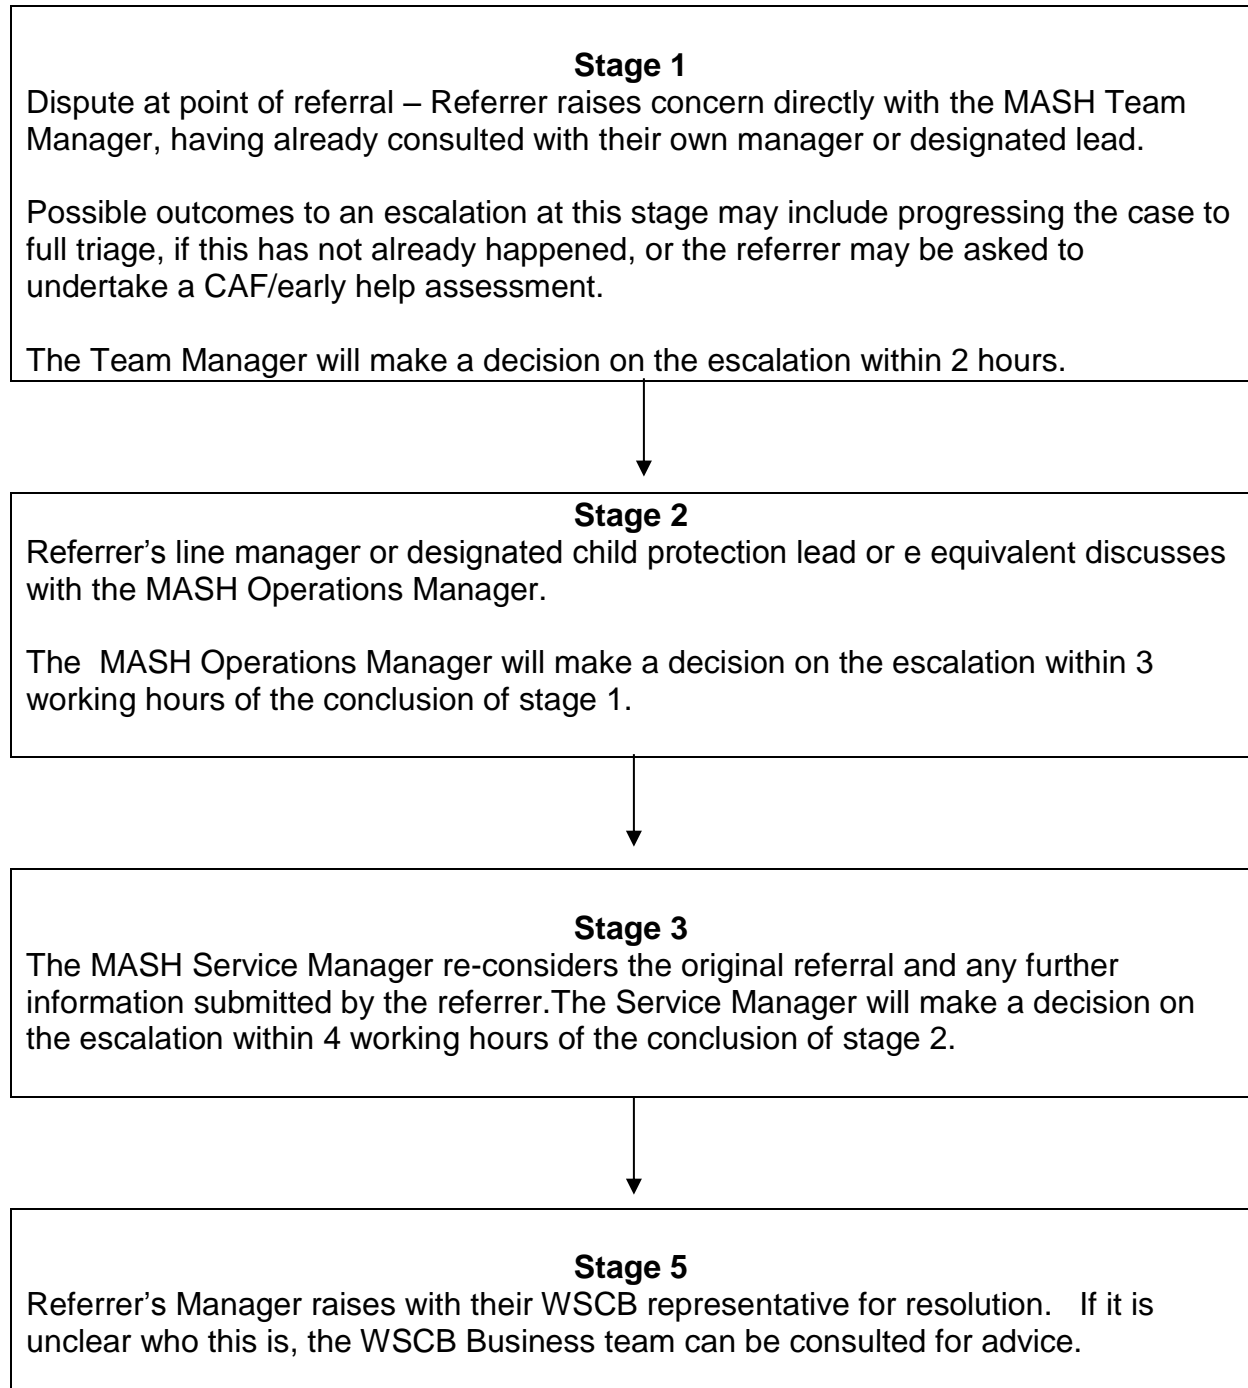 Stage 1
Dispute at point of referral – Referrer raises concern directly with the MASH Team
Manager, having already consulted with their own manager or designated lead.
Possible outcomes to an escalation at this stage may include progressing the case to
full triage, if this has not already happened, or the referrer may be asked to
undertake a CAF/early help assessment.
The Team Manager will make a decision on the escalation within 2 hours.
Stage 2
Referrer's line manager or designated child protection lead or e equivalent discusses
with the MASH Operations Manager.
The  MASH Operations Manager will make a decision on the escalation within 3
working hours of the conclusion of stage 1.
Stage 3
The MASH Service Manager re-considers the original referral and any further
information submitted by the referrer.The Service Manager will make a decision on
the escalation within 4 working hours of the conclusion of stage 2.
Stage 5
Referrer's Manager raises with their WSCB representative for resolution.   If it is
unclear who this is, the WSCB Business team can be consulted for advice.